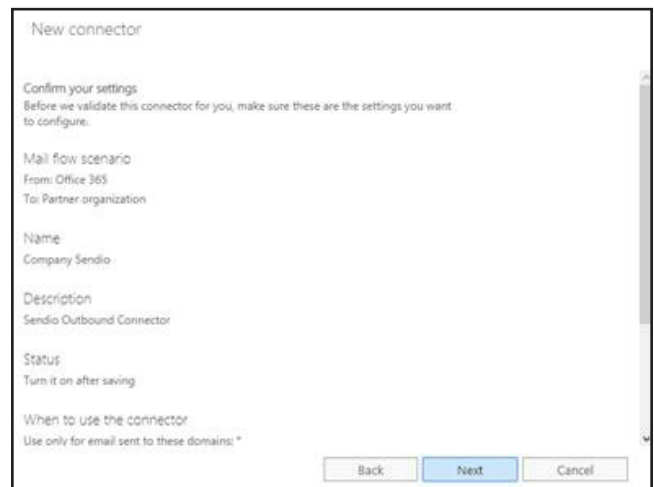 New connector
Confirm your settings
Before we validate this connector for you, make sure these are the settings you want
to configure.
Mail flow scenario
From: Office 365
To: Partner organization
Name
Company Sendio
Description
Sendio Outbound Connector
Status
Turn it on after saving
When to use the connector
Use only for email sent to these domains: *
Back Next Cancel